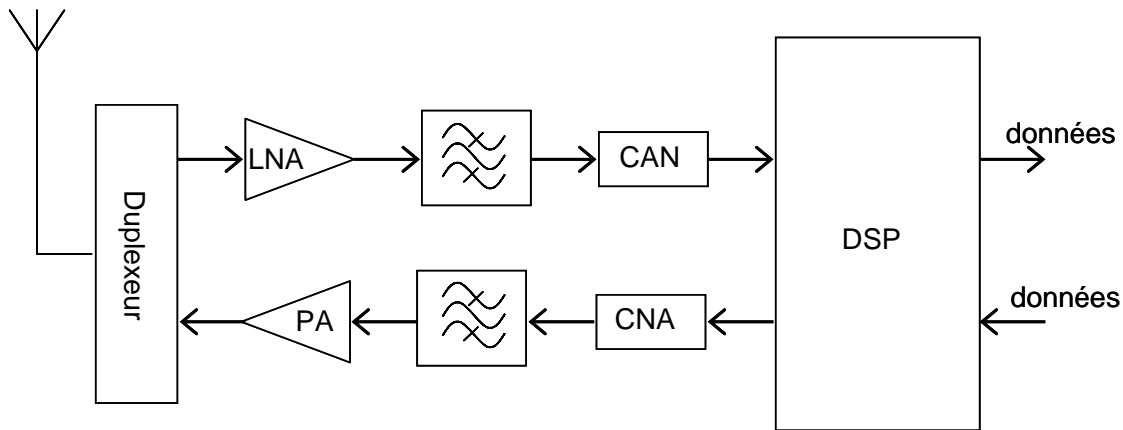 données
LNA
CAN
Duplexeur
DSP
données
PA
CNA